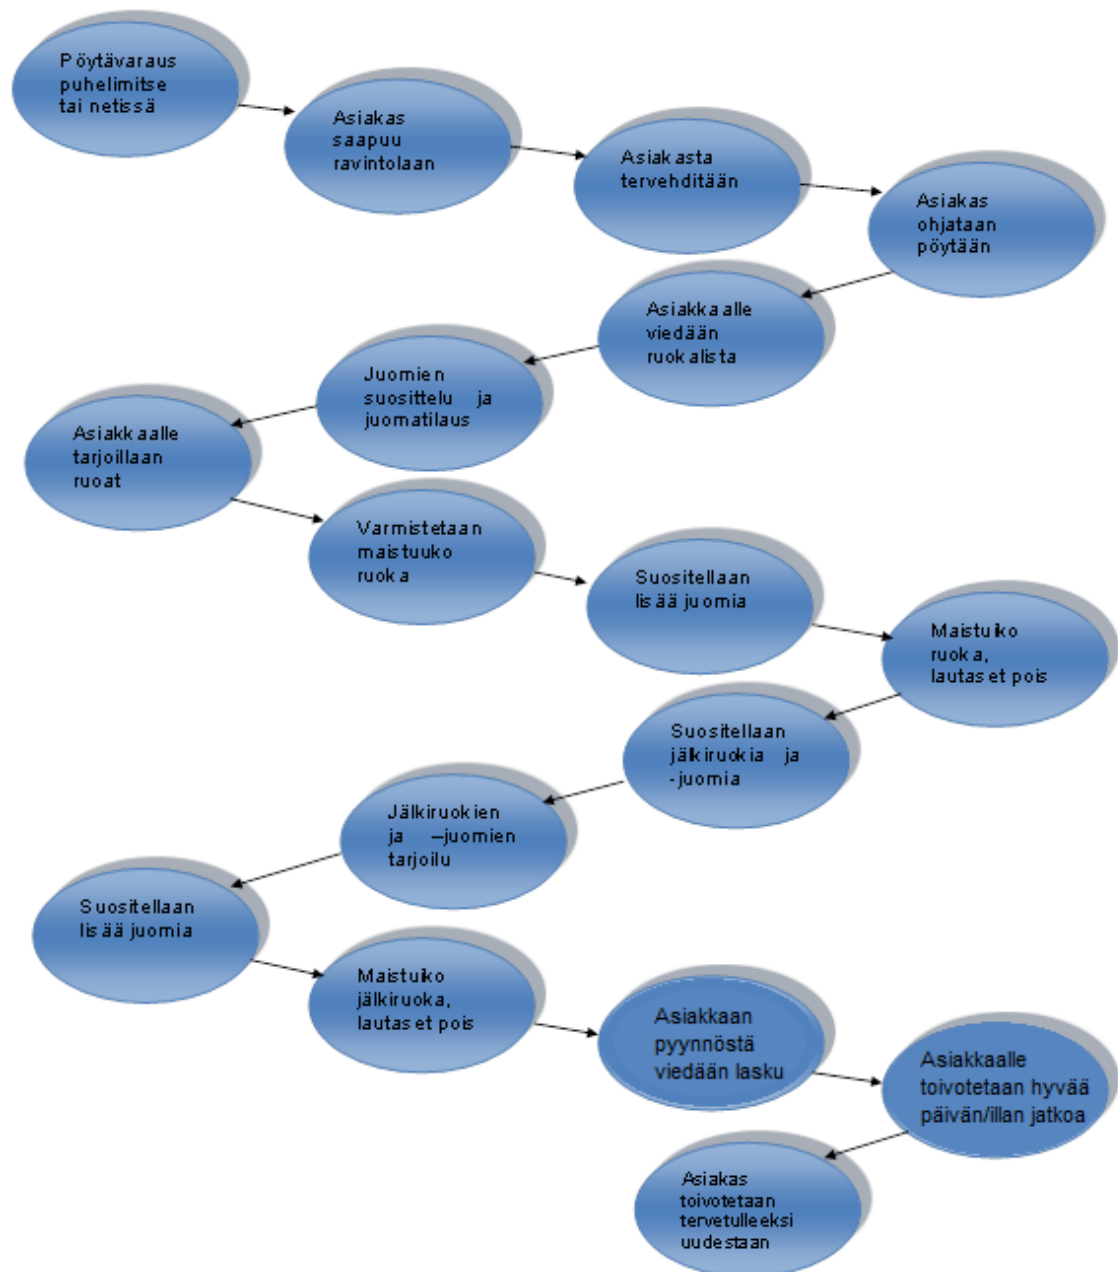 Pöytävaraus
puhelimitse
tai netissä
Asiakas
saapuu
ravintolaan
Asiakasta
tervehditään
Asiakas
ohjataan
pöytään
Asiakkaalle
viedään
ruokalista
Juomien
suosittelu ja
juomatilaus
Asiakkaalle
tarjoillaan
ruoat
Varmistetaan
maistuuko
ruoka
Suositellaan
lisää juomia
Maistuiko
ruoka,
lautaset pois
Suositellaan
jälkiruokia ja
-juomia
Jälkiruokien
ja –juomien
tarjoilu
Suositellaan
lisää juomia
Maistuiko
jälkiruoka,
lautaset pois
Asiakkaan
pyynnöstä
viedään lasku
Asiakkaalle
toivotetaan hyvää
päivän/illan jatkoa
Asiakas
toivotetaan
tervetulleeksi
uudestaan